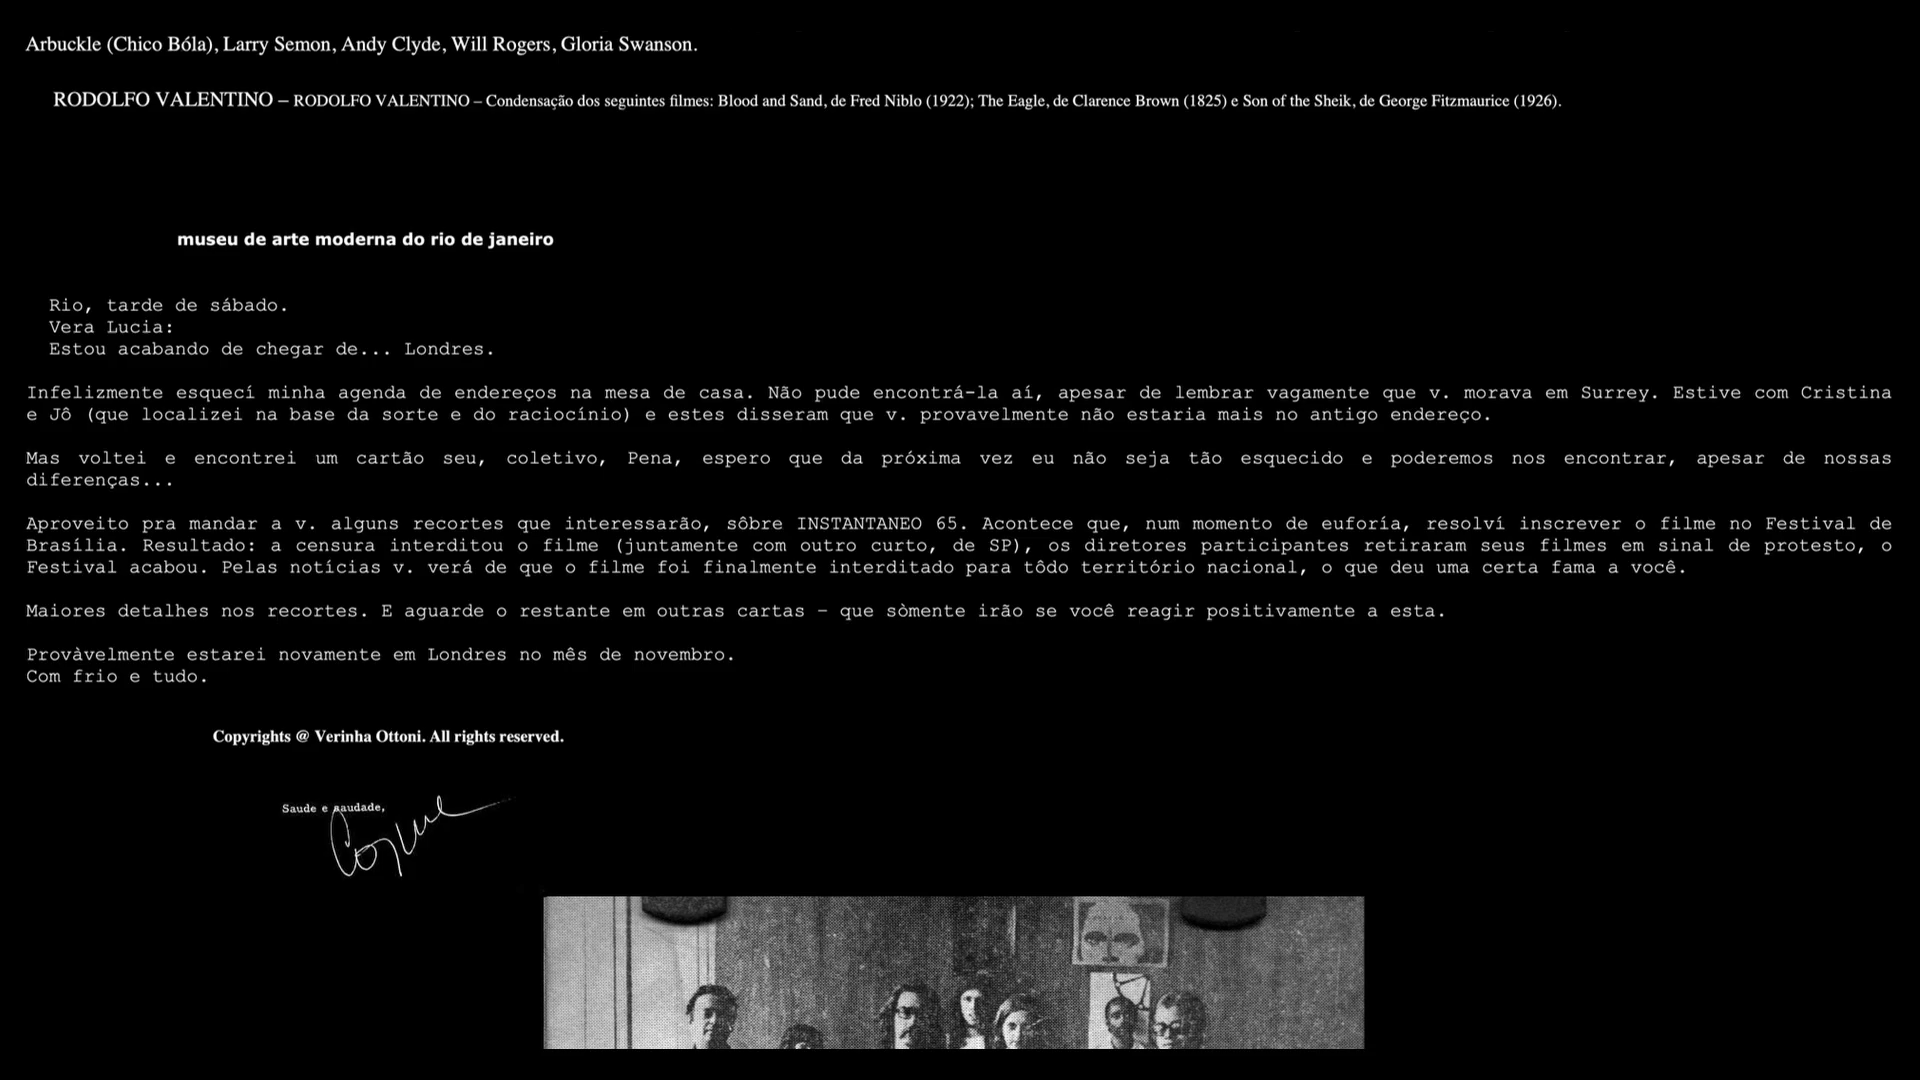 Arbuckle (Chico Bóla), Larry Semon, Andy Clyde, Will Rogers, Gloria Swanson.
RODOLFO VALENTINO – RODOLFO VALENTINO – Condensação dos seguintes filmes: Blood and Sand, de Fred Niblo (1922); The Eagle, de Clarence Brown (1825) e Son of the Sheik, de George Fitzmaurice (1926).
museu de arte moderna do rio de janeiro
Rio, tarde de sábado.
Vera Lucia:
Estou acabando de chegar de... Londres.
Infelizmente esquecí minha agenda de endereços na mesa de casa. Não pude encontrá-la aí, apesar de lembrar vagamente que v. morava em Surrey. Estive com Cristina
e Jô (que localizei na base da sorte e do raciocínio) e estes disseram que v. provavelmente não estaria mais no antigo endereço.
Mas voltei e encontrei um cartão seu, coletivo, Pena, espero que da próxima vez eu não seja tão esquecido e poderemos nos encontrar, apesar de nossas
diferenças...
Aproveito pra mandar a v. alguns recortes que interessarão, sôbre INSTANTANEO 65. Acontece que, num momento de euforía, resolví inscrever o filme no Festival de
Brasília. Resultado: a censura interditou o filme (juntamente com outro curto, de SP), os diretores participantes retiraram seus filmes em sinal de protesto, o
Festival acabou. Pelas notícias v. verá de que o filme foi finalmente interditado para tôdo território nacional, o que deu uma certa fama a você.
Maiores detalhes nos recortes. E aguarde o restante em outras cartas – que sòmente irão se você reagir positivamente a esta.
Provàvelmente estarei novamente em Londres no mês de novembro.
Com frio e tudo.
Copyrights @ Verinha Ottoni. All rights reserved.
Saude e saudade,